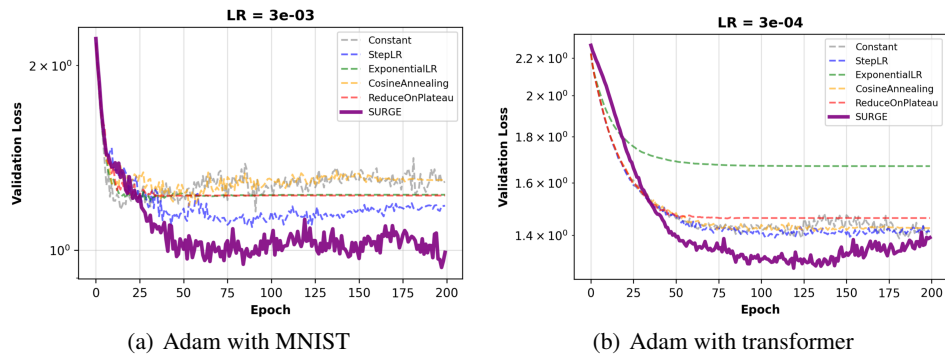 LR = 3e-03
Validation Loss
2 × 10⁰
10⁰
Constant
StepLR
ExponentialLR
CosineAnnealing
ReduceOnPlateau
SURGE
0 25 50 75 100 125 150 175 200
Epoch
(a) Adam with MNIST
LR = 3e-04
Validation Loss
2.2 × 10⁰
2 × 10⁰
1.8 × 10⁰
1.6 × 10⁰
1.4 × 10⁰
Constant
StepLR
ExponentialLR
CosineAnnealing
ReduceOnPlateau
SURGE
0 25 50 75 100 125 150 175 200
Epoch
(b) Adam with transformer